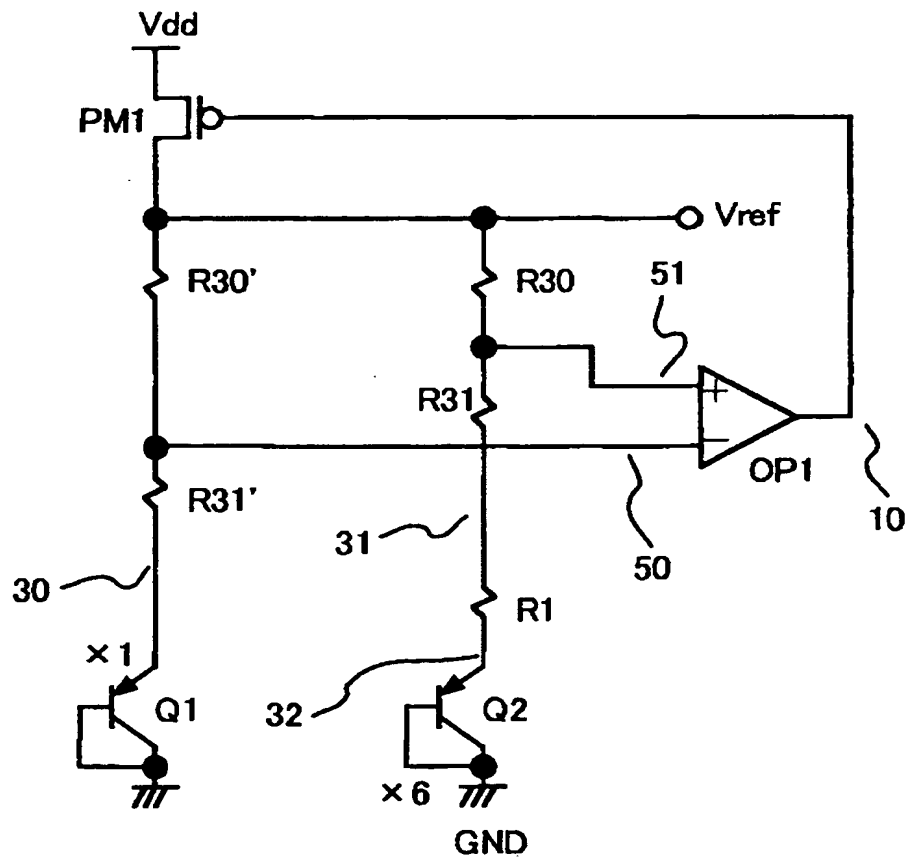 Vdd
PM1
Vref
R30'
R30
51
R31
+
−
OP1
R31'
10
31
50
30
R1
×1
Q1
32
Q2
×6
GND